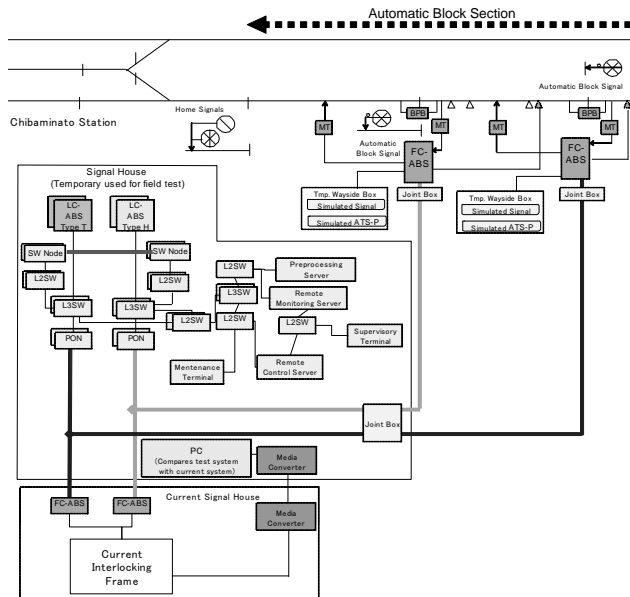 Automatic Block Section
Automatic Block Signal
Home Signals
Chibaminato Station
MT
BPB
MT
MT
BPB
MT
Automatic
Block Signal
FC-
ABS
FC-
ABS
Signal House
(Temporary used for field test)
Tmp. Wayside Box
Simulated Signal
Simulated ATS-P
Joint Box
Tmp. Wayside Box
Simulated Signal
Simulated ATS-P
Joint Box
LC-
ABS
Type T
LC-
ABS
Type H
SW Node
SW Node
L2SW
L2SW
L2SW
Preprocessing
Server
L3SW
L3SW
L3SW
Remote
Monitoring Server
L2SW
L2SW
L2SW
Supervisory
Terminal
PON
PON
Mentenance
Terminal
Remote
Control Server
Joint Box
PC
(Compares test system
with current system)
Media
Converter
FC-ABS
FC-ABS
Current Signal House
Media
Converter
Current
Interlocking
Frame